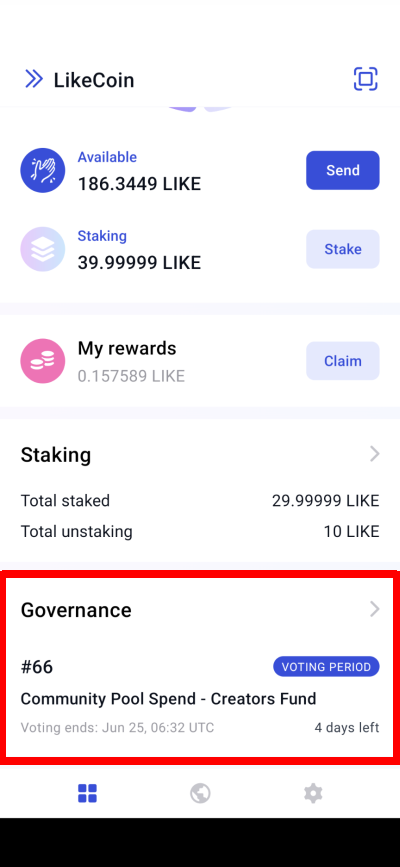 LikeCoin
Available
186.3449 LIKE
Send
Staking
39.99999 LIKE
Stake
My rewards
0.157589 LIKE
Claim
Staking
Total staked 29.99999 LIKE
Total unstaking 10 LIKE
Governance
#66 VOTING PERIOD
Community Pool Spend - Creators Fund
Voting ends: Jun 25, 06:32 UTC 4 days left